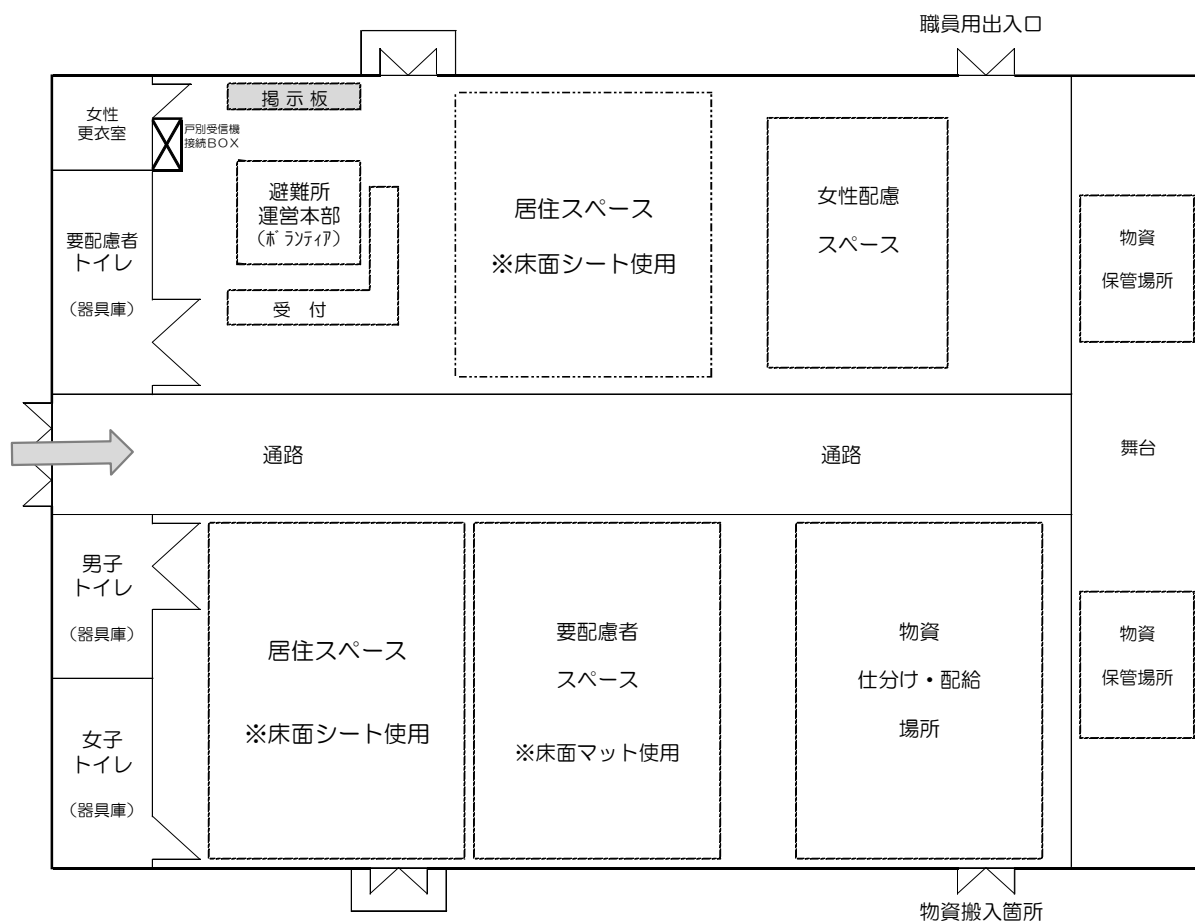 職員用出入口
女性
更衣室
戸別受信機
接続BOX
掲示板
避難所
運営本部
(ボランティア)
受 付
居住スペース
※床面シート使用
女性配慮
スペース
物資
保管場所
要配慮者
トイレ
(器具庫)
通路
通路
舞台
男子
トイレ
(器具庫)
女子
トイレ
(器具庫)
居住スペース
※床面シート使用
要配慮者
スペース
※床面マット使用
物資
仕分け・配給
場所
物資
保管場所
物資搬入箇所